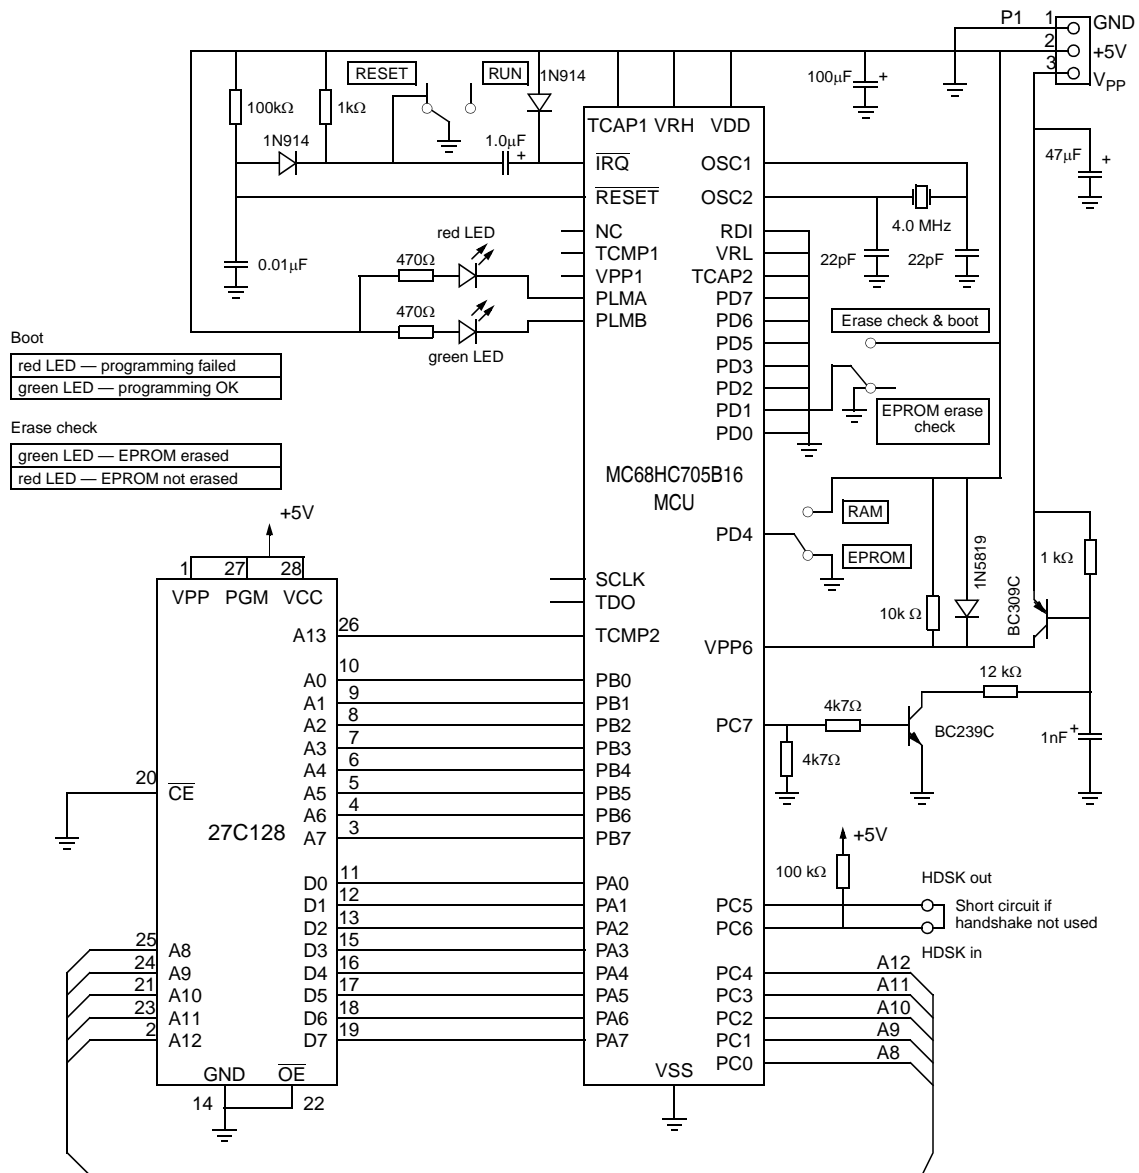 P1
1
GND
2
+5V
3
VPP
RESET
RUN
1N914
100kΩ
1kΩ
1N914
1.0µF
+
100µF
+
47µF
+
TCAP1 VRH VDD
IRQ
RESET
NC
TCMP1
VPP1
PLMA
PLMB
OSC1
OSC2
RDI
VRL
TCAP2
PD7
PD6
PD5
PD3
PD2
PD1
PD0
4.0 MHz
22pF
22pF
0.01µF
red LED
470Ω
470Ω
green LED
Erase check & boot
EPROM erase
check
Boot
red LED — programming failed
green LED — programming OK
Erase check
green LED — EPROM erased
red LED — EPROM not erased
MC68HC705B16
MCU
PD4
RAM
EPROM
10k Ω
1N5819
BC309C
1 kΩ
VPP6
12 kΩ
PC7
4k7Ω
4k7Ω
BC239C
1nF
+
+5V
1
27
28
VPP PGM VCC
SCLK
TDO
A13
26
TCMP2
A0
10
PB0
A1
9
PB1
A2
8
PB2
A3
7
PB3
A4
6
PB4
A5
5
PB5
A6
4
PB6
A7
3
PB7
20
CE
27C128
D0
11
PA0
D1
12
PA1
D2
13
PA2
D3
15
PA3
D4
16
PA4
D5
17
PA5
D6
18
PA6
D7
19
PA7
25
A8
24
A9
21
A10
23
A11
2
A12
GND
OE
14
22
VSS
+5V
100 kΩ
HDSK out
PC5
PC6
Short circuit if
handshake not used
HDSK in
PC4
A12
PC3
A11
PC2
A10
PC1
A9
PC0
A8